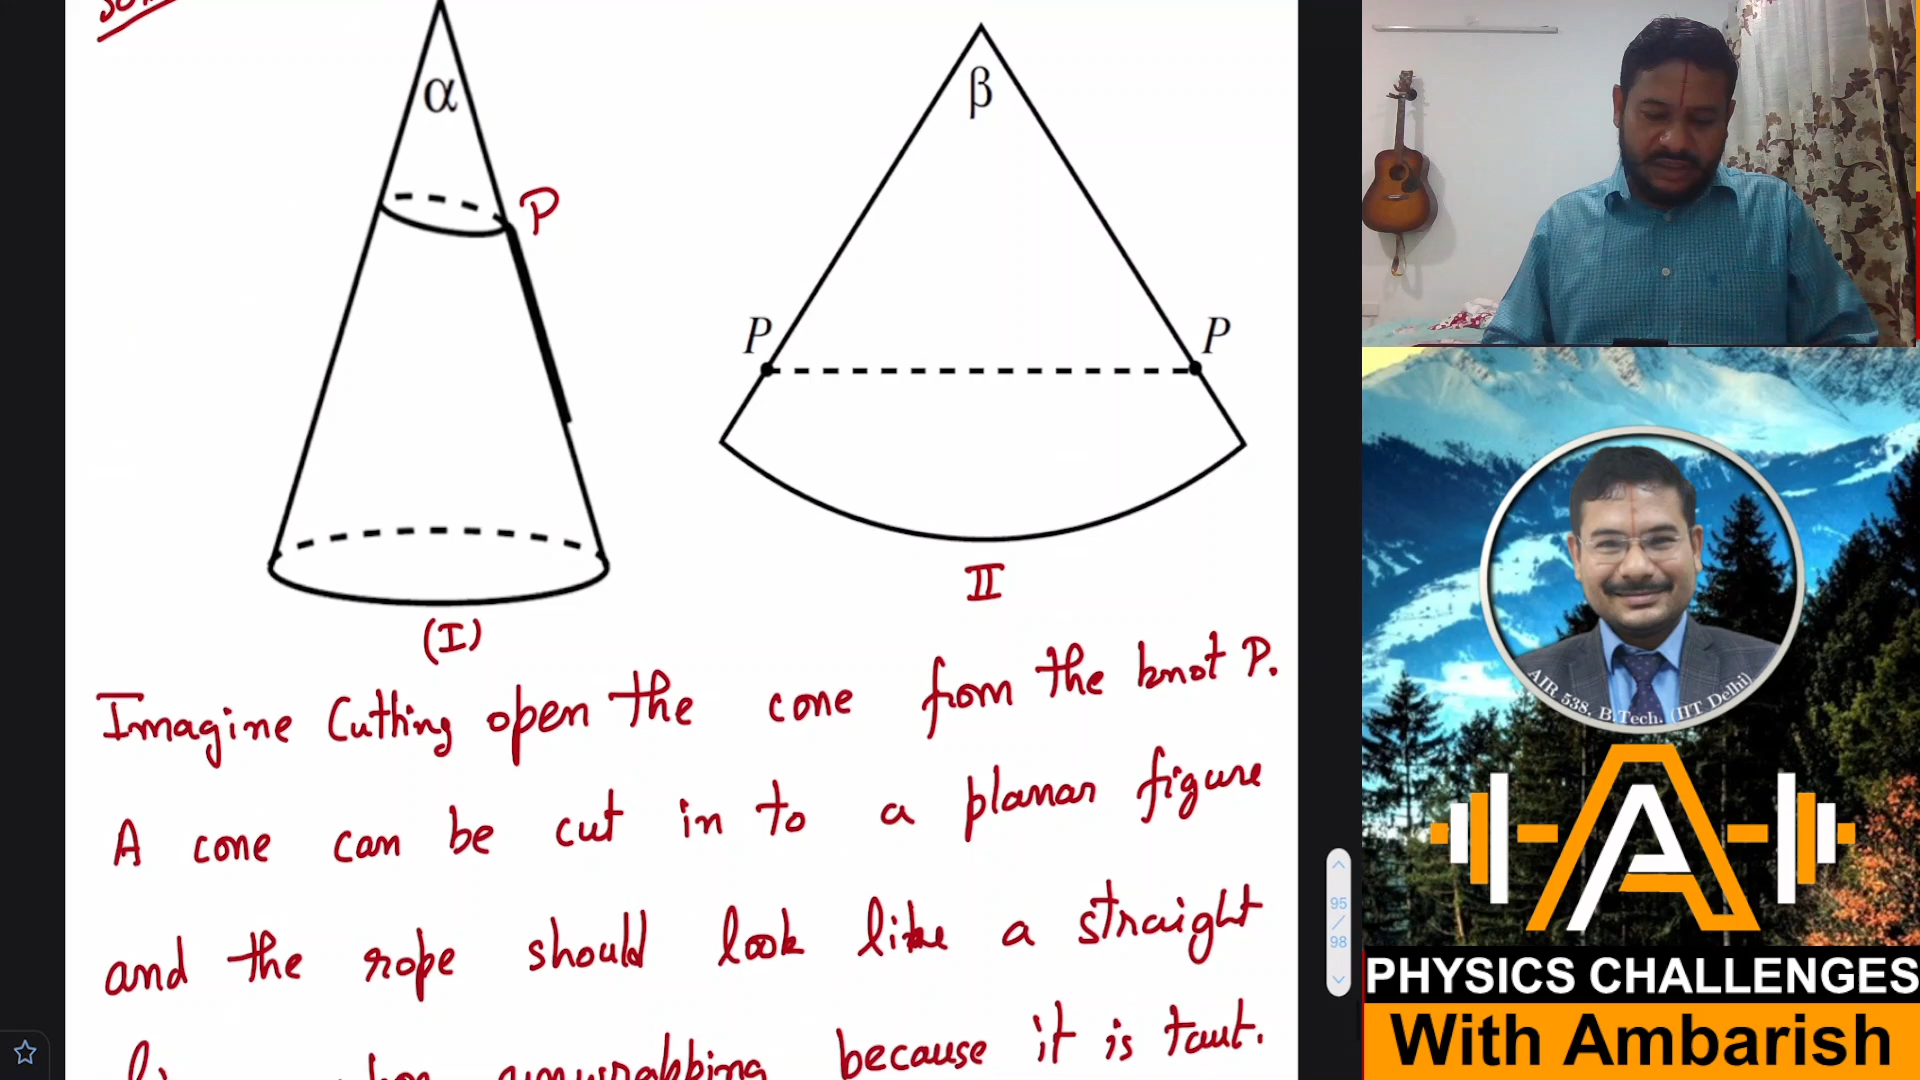 α
P
β
P P
II
(I)
Imagine Cutting open the cone from the knot P.
A cone can be cut in to a planar figure
and the rope should look like a straight
because it is taut.
95
/
98
AIR 538, B.Tech. (IIT Delhi)
A
PHYSICS CHALLENGES
With Ambarish